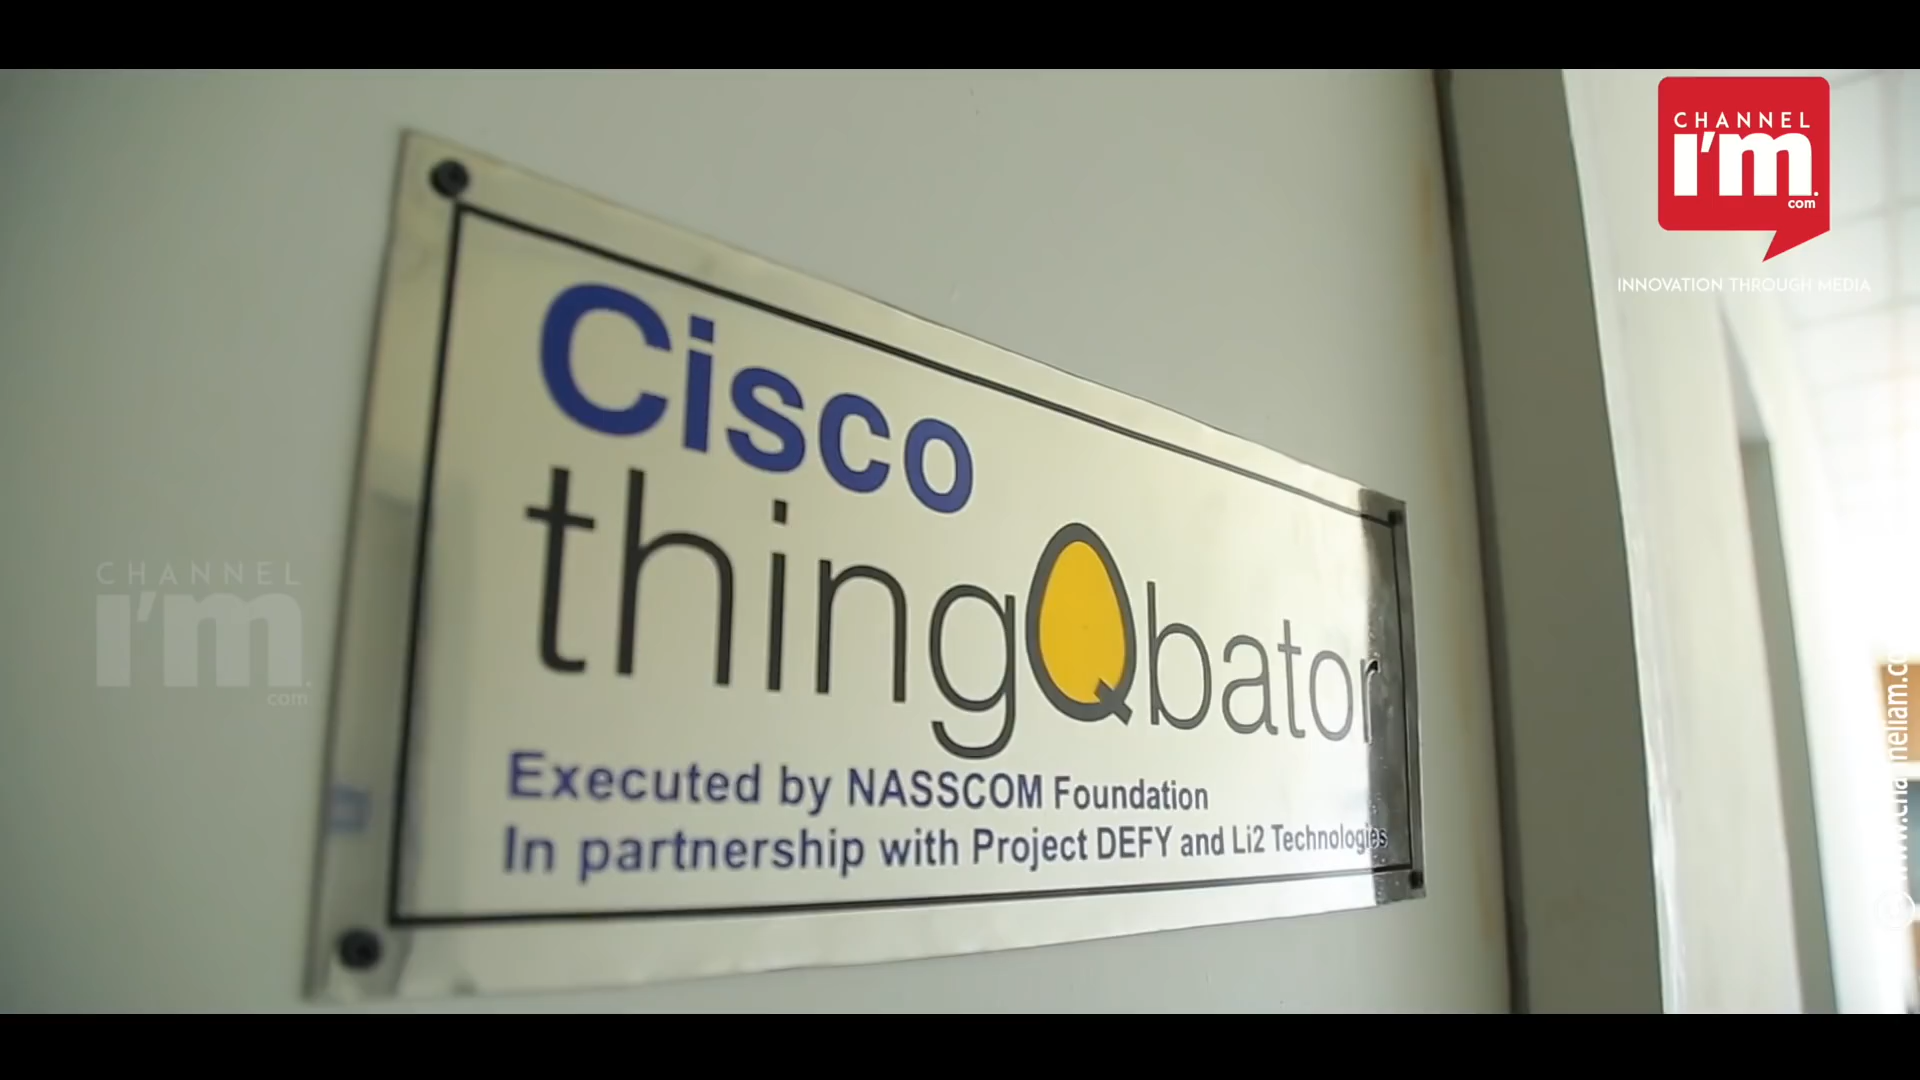 CHANNEL
i'm.
com
INNOVATION THROUGH MEDIA
Cisco
thingQbator
Executed by NASSCOM Foundation
In partnership with Project DEFY and Li2 Technologies
CHANNEL
i'm.
com